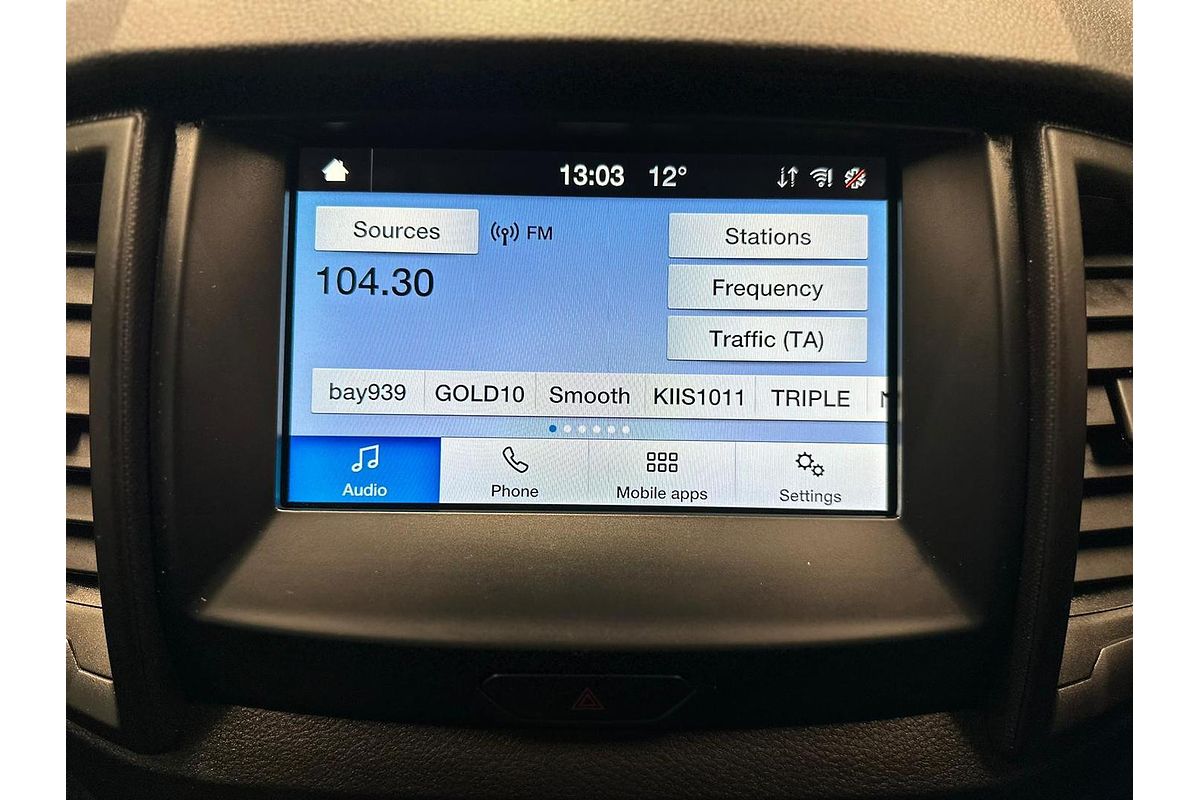 13:03 12°
Sources FM Stations
104.30
Frequency
Traffic (TA)
bay939 GOLD10 Smooth KIIS1011 TRIPLE
Audio Phone Mobile apps Settings